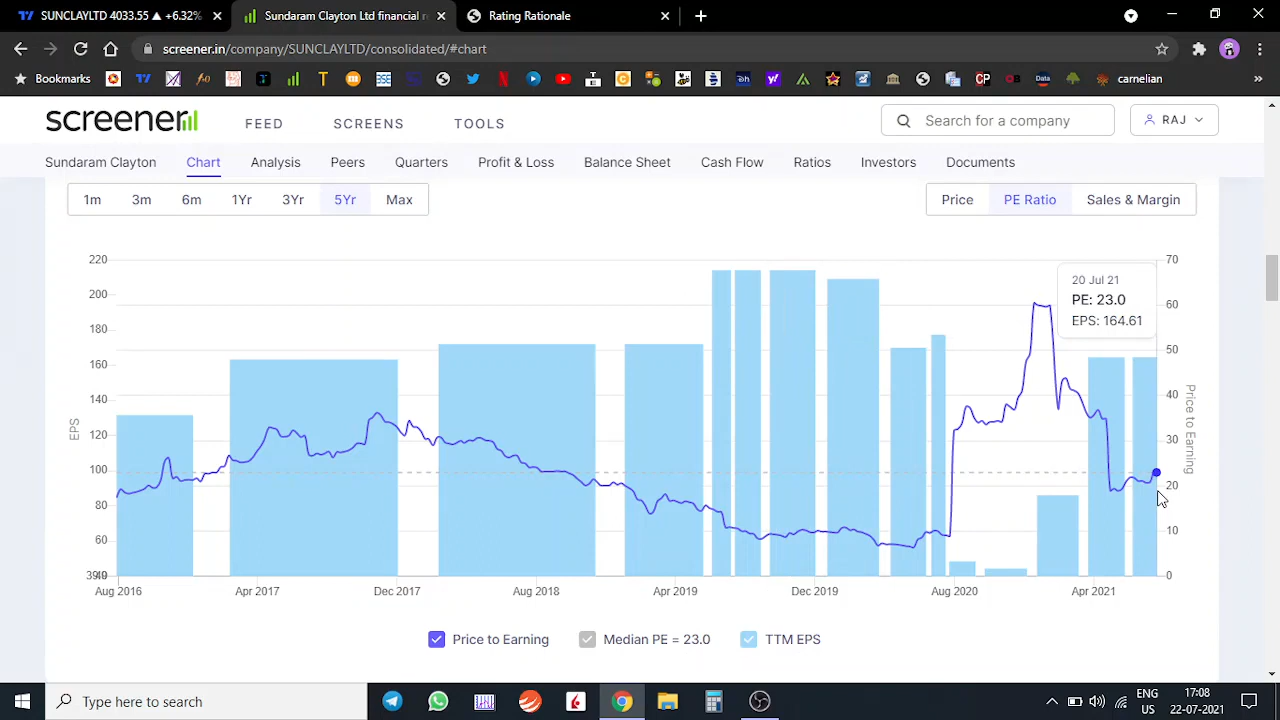 SUNCLAYLTD 4033.55 ▲ +6.32%
Sundaram Clayton Ltd financial r
Rating Rationale
screener.in/company/SUNCLAYLTD/consolidated/#chart
Bookmarks
carnelian
screener
FEED
SCREENS
TOOLS
Search for a company
RAJ
Sundaram Clayton
Chart
Analysis
Peers
Quarters
Profit & Loss
Balance Sheet
Cash Flow
Ratios
Investors
Documents
1m
3m
6m
1Yr
3Yr
5Yr
Max
Price
PE Ratio
Sales & Margin
220
200
180
160
140
120
100
80
60
EPS
20 Jul 21
PE: 23.0
EPS: 164.61
70
60
50
40
30
20
10
0
Price to Earning
Aug 2016
Apr 2017
Dec 2017
Aug 2018
Apr 2019
Dec 2019
Aug 2020
Apr 2021
Price to Earning
Median PE = 23.0
TTM EPS
Type here to search
ENG
US
17:08
22-07-2021